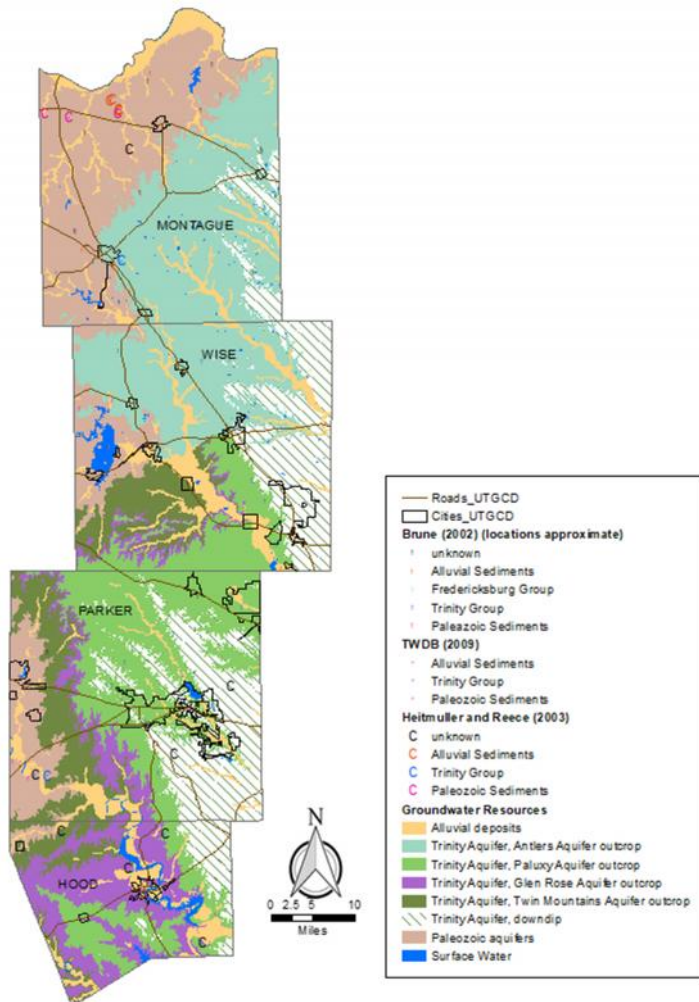 MONTAGUE
WISE
PARKER
HOOD
N
0 2.5 5 10
Miles
Roads_UTGCD
Cities_UTGCD
Brune (2002) (locations approximate)
unknown
Alluvial Sediments
Fredericksburg Group
Trinity Group
Paleazoic Sediments
TWDB (2009)
Alluvial Sediments
Trinity Group
Paleozoic Sediments
Heitmuller and Reece (2003)
C unknown
C Alluvial Sediments
C Trinity Group
C Paleozoic Sediments
Groundwater Resources
Alluvial deposits
Trinity Aquifer, Antlers Aquifer outcrop
Trinity Aquifer, Paluxy Aquifer outcrop
Trinity Aquifer, Glen Rose Aquifer outcrop
Trinity Aquifer, Twin Mountains Aquifer outcrop
Trinity Aquifer, downdip
Paleozoic aquifers
Surface Water